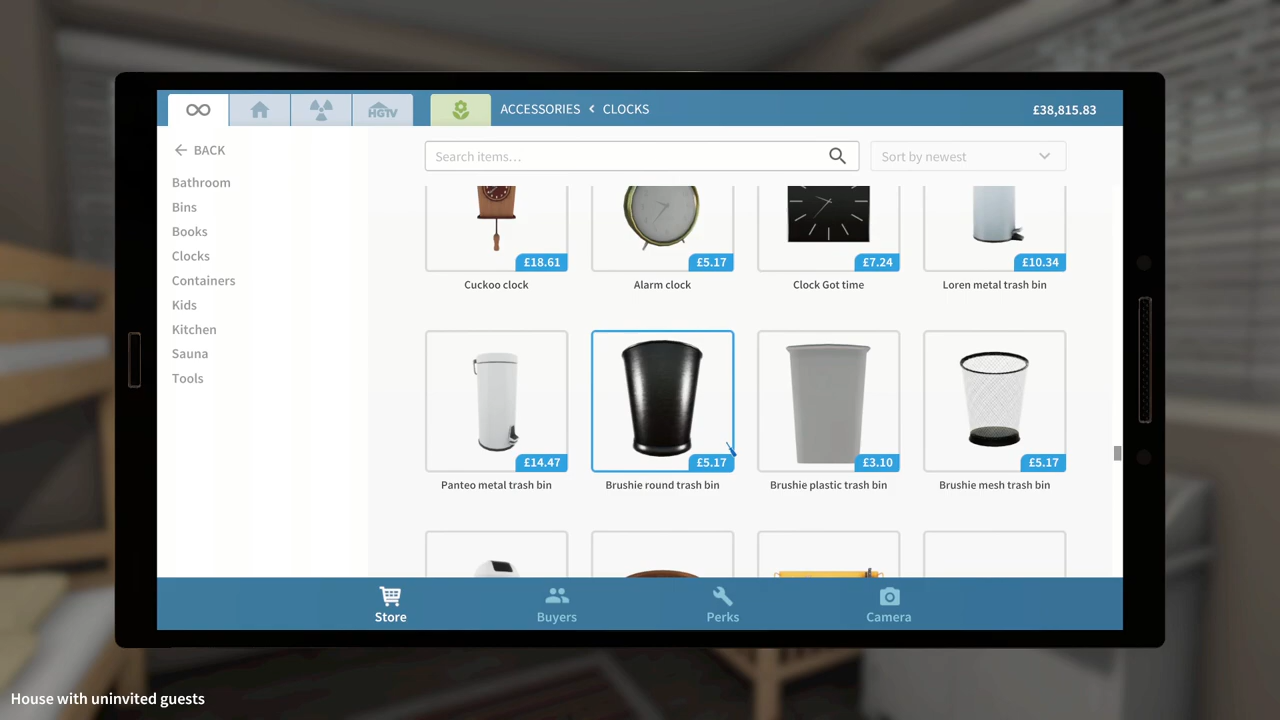 HGTV
ACCESSORIES < CLOCKS
£38,815.83
BACK
Search items...
Sort by newest
Bathroom
Bins
Books
Clocks
Containers
Kids
Kitchen
Sauna
Tools
£18.61
£5.17
£7.24
£10.34
Cuckoo clock
Alarm clock
Clock Got time
Loren metal trash bin
£14.47
£5.17
£3.10
£5.17
Panteo metal trash bin
Brushie round trash bin
Brushie plastic trash bin
Brushie mesh trash bin
Store
Buyers
Perks
Camera
House with uninvited guests